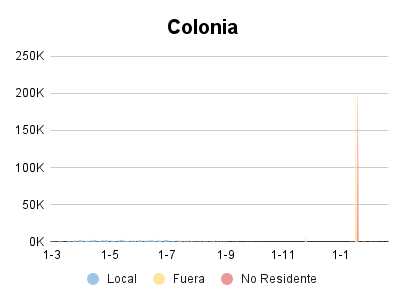 Colonia
250K
200K
150K
100K
50K
0K
1-3 1-5 1-7 1-9 1-11 1-1
Local Fuera No Residente